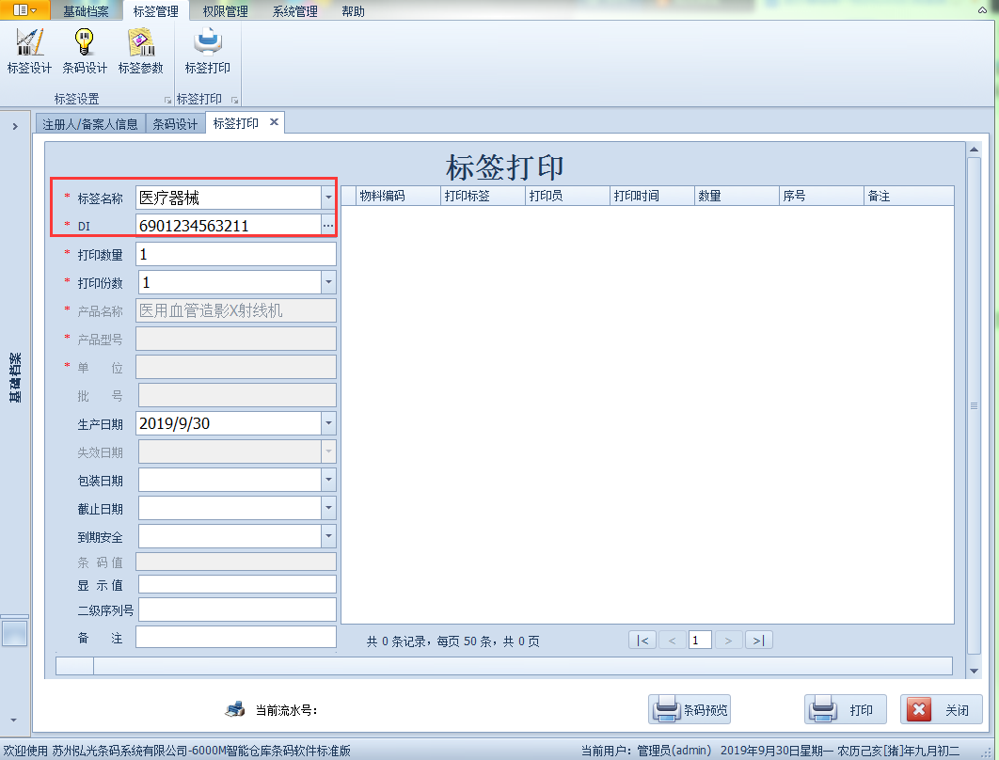 基础档案 标签管理 权限管理 系统管理 帮助
标签设计 条码设计 标签参数 标签打印
标签设置 标签打印
注册人/备案人信息 条码设计 标签打印
基础档案
标签打印
* 标签名称 医疗器械
* DI 6901234563211 ...
* 打印数量 1
* 打印份数 1
* 产品名称 医用血管造影X射线机
* 产品型号
* 单 位
批 号
生产日期 2019/9/30
失效日期
包装日期
截止日期
到期安全
条 码 值
显 示 值
二级序列号
备 注
物料编码 打印标签 打印员 打印时间 数量 序号 备注
共 0 条记录，每页 50 条，共 0 页 |< < 1 > >|
当前流水号: 条码预览 打印 关闭
欢迎使用 苏州弘光条码系统有限公司-6000M智能仓库条码软件标准版 当前用户: 管理员(admin) 2019年9月30日星期一 农历己亥[猪]年九月初二